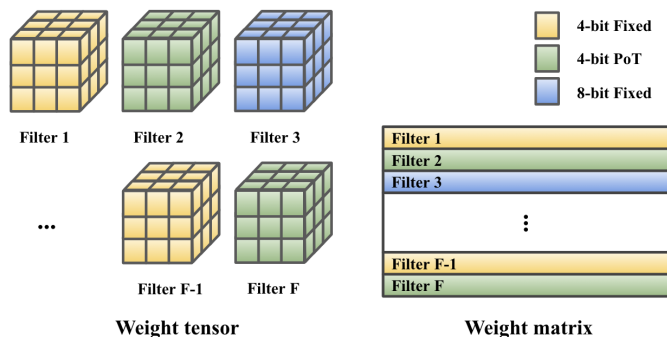 4-bit Fixed
4-bit PoT
8-bit Fixed
Filter 1
Filter 2
Filter 3
...
Filter F-1
Filter F
Weight tensor
Filter 1
Filter 2
Filter 3
⋮
Filter F-1
Filter F
Weight matrix